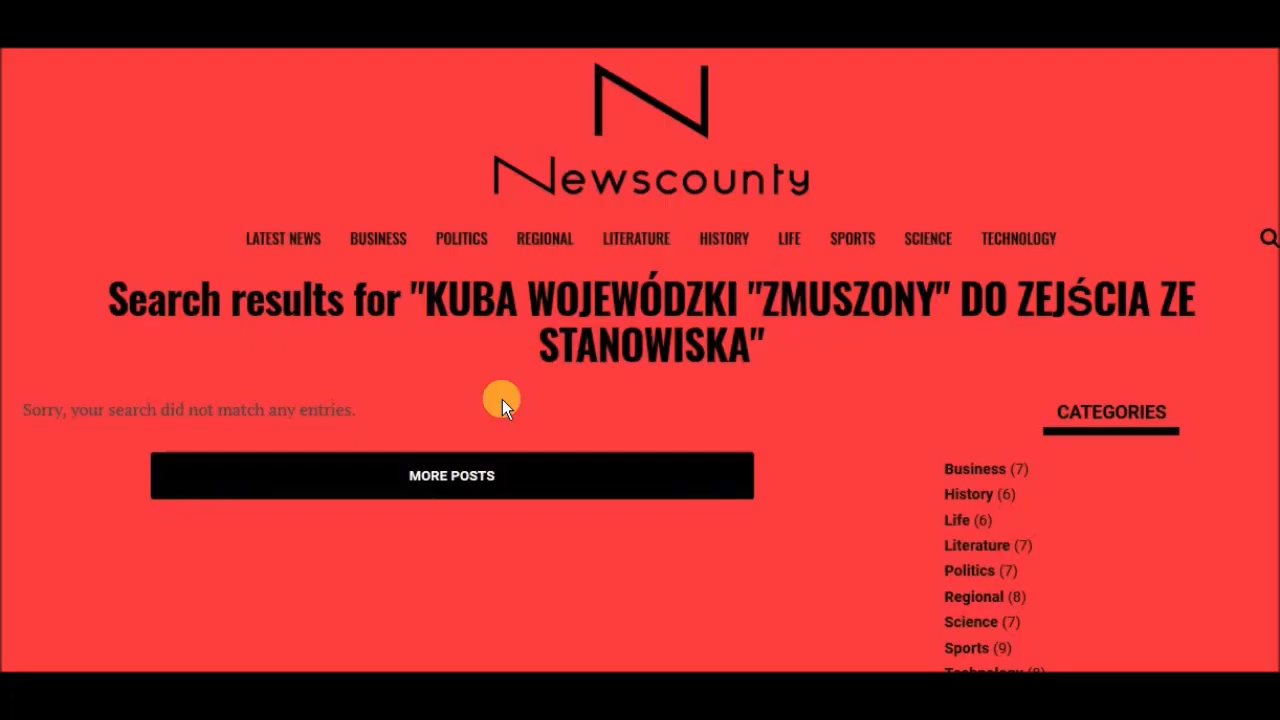 Newscounty
LATEST NEWS BUSINESS POLITICS REGIONAL LITERATURE HISTORY LIFE SPORTS SCIENCE TECHNOLOGY
Search results for "KUBA WOJEWÓDZKI "ZMUSZONY" DO ZEJŚCIA ZE
STANOWISKA"
Sorry, your search did not match any entries.
MORE POSTS
CATEGORIES
Business (7)
History (6)
Life (6)
Literature (7)
Politics (7)
Regional (8)
Science (7)
Sports (9)
Technology (8)